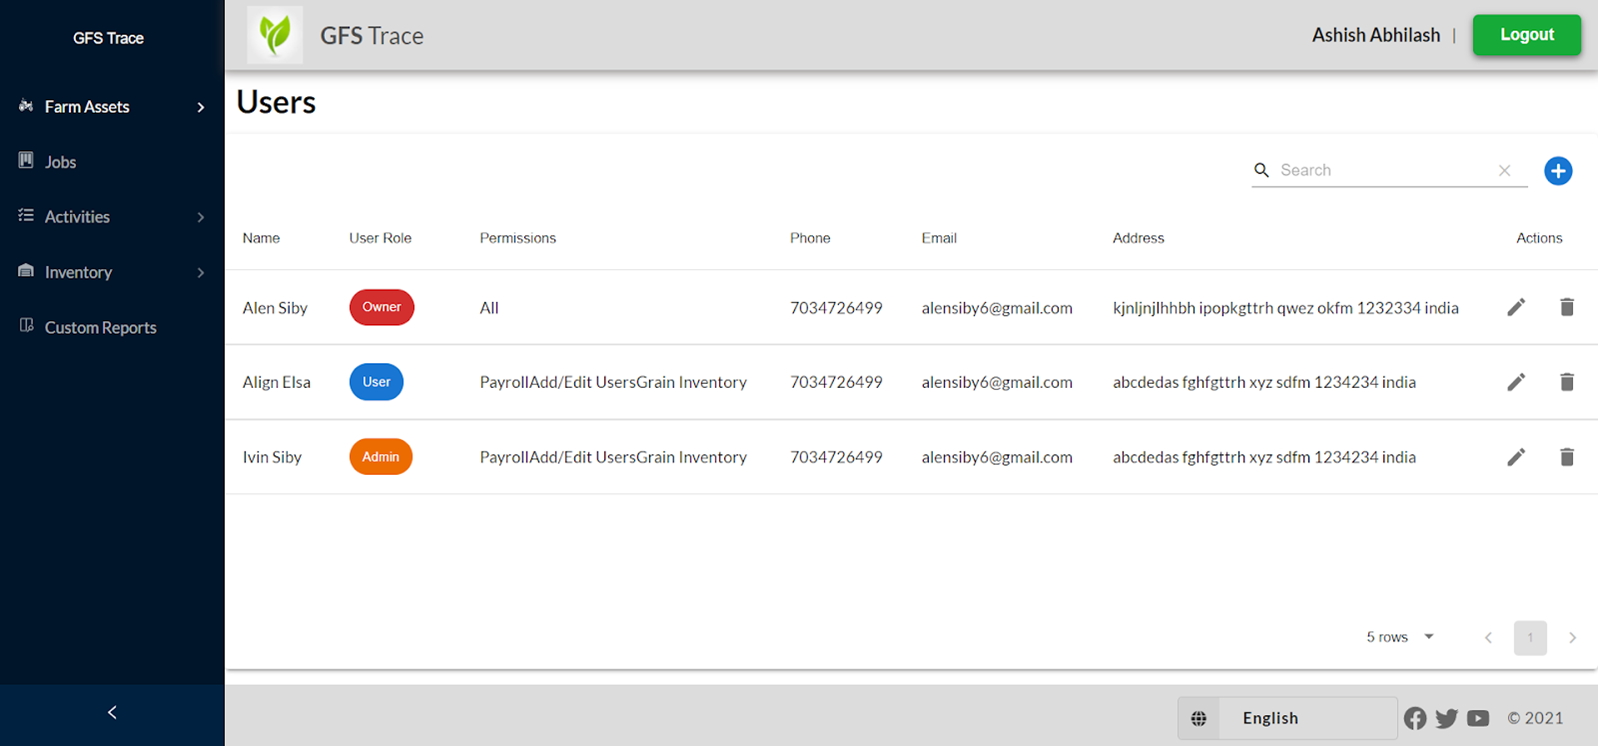 GFS Trace
GFS Trace
Ashish Abhilash |
Logout
Farm Assets
Jobs
Activities
Inventory
Custom Reports
Users
Search
Name User Role Permissions Phone Email Address Actions
Alen Siby Owner All 7034726499 alensiby6@gmail.com kjnljnjlhhbh ipopkgttrh qwez okfm 1232334 india
Align Elsa User PayrollAdd/Edit UsersGrain Inventory 7034726499 alensiby6@gmail.com abcdedas fghfgttrh xyz sdfm 1234234 india
Ivin Siby Admin PayrollAdd/Edit UsersGrain Inventory 7034726499 alensiby6@gmail.com abcdedas fghfgttrh xyz sdfm 1234234 india
5 rows 1
English © 2021